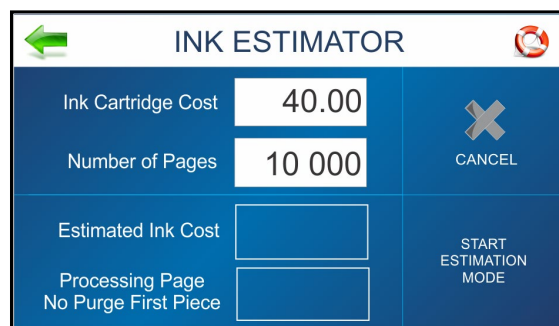 INK ESTIMATOR
Ink Cartridge Cost 40.00
Number of Pages 10 000
CANCEL
Estimated Ink Cost
Processing Page
No Purge First Piece
START
ESTIMATION
MODE